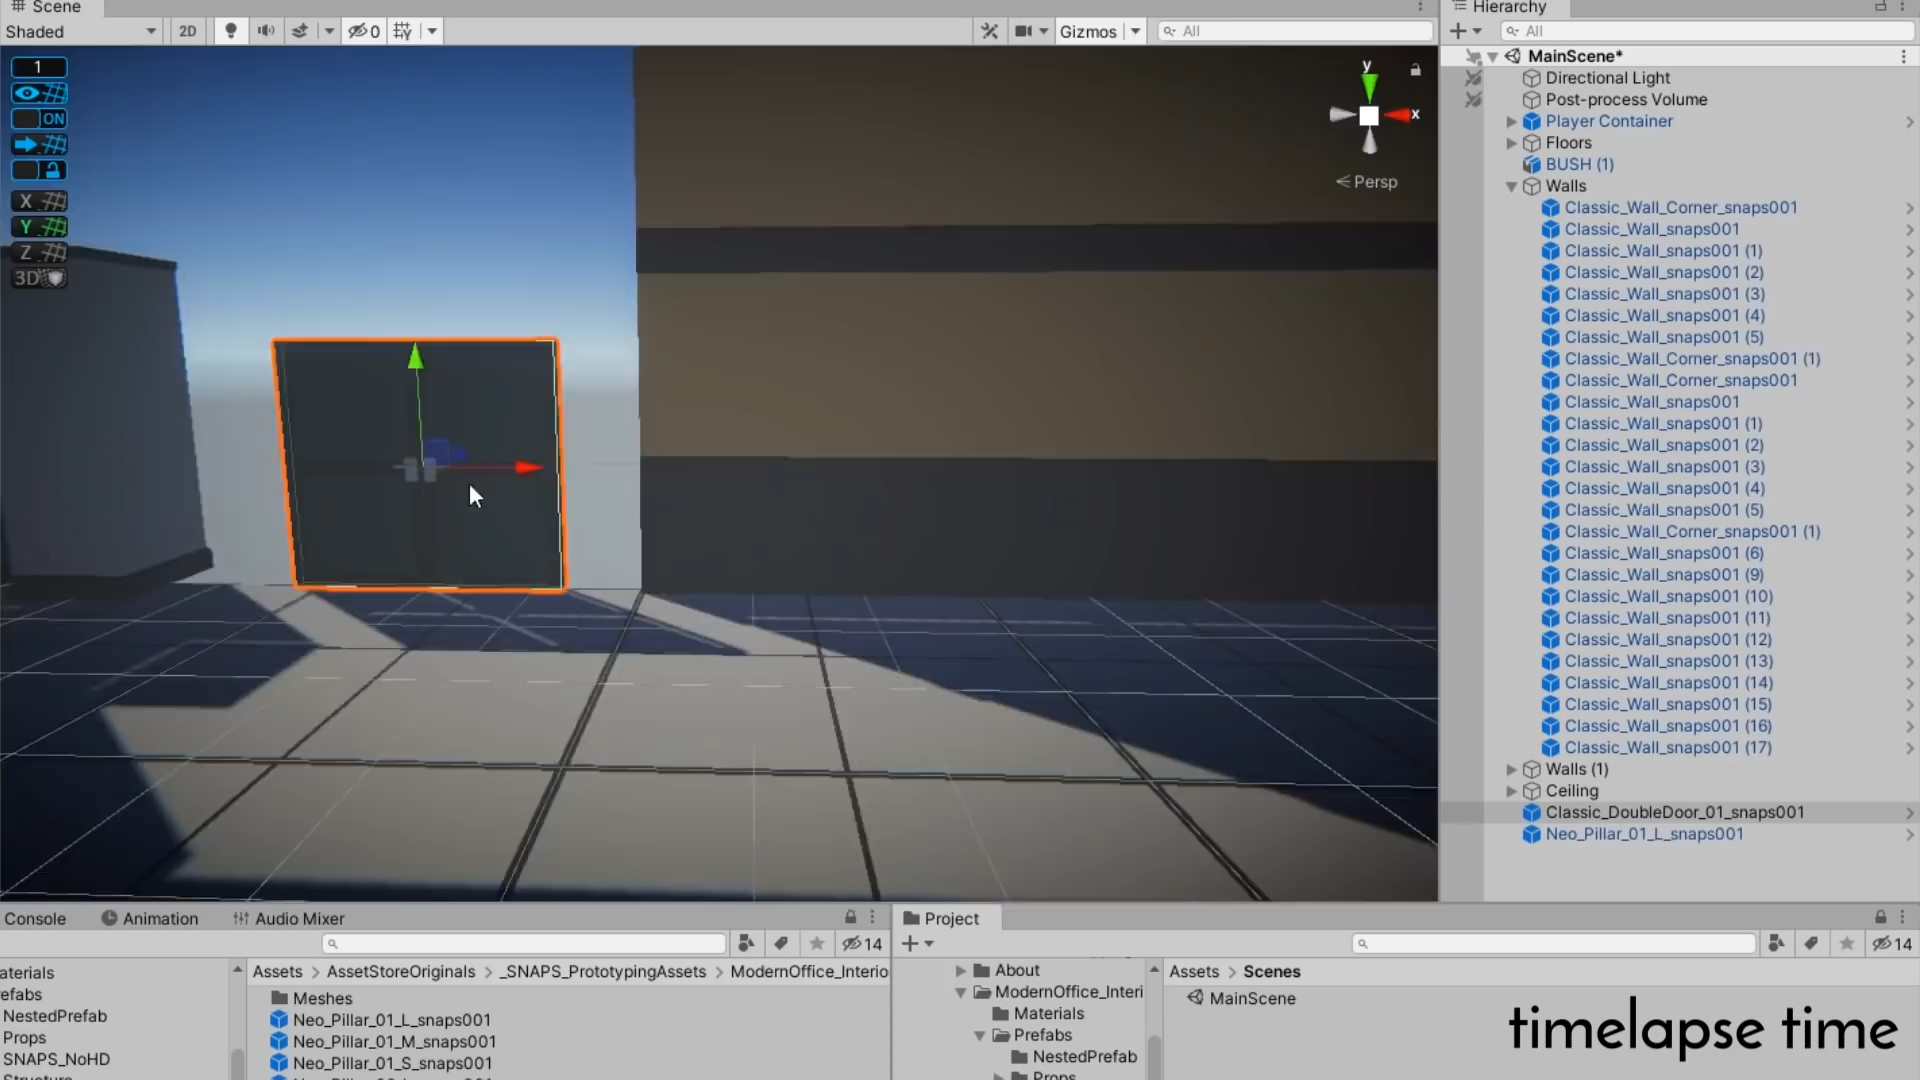 Scene
Shaded
2D
0
Gizmos
All
1
ON
X
Y
Z
3D
y
x
Persp
Hierarchy
All
MainScene*
Directional Light
Post-process Volume
Player Container
Floors
BUSH (1)
Walls
Classic_Wall_Corner_snaps001
Classic_Wall_snaps001
Classic_Wall_snaps001 (1)
Classic_Wall_snaps001 (2)
Classic_Wall_snaps001 (3)
Classic_Wall_snaps001 (4)
Classic_Wall_snaps001 (5)
Classic_Wall_Corner_snaps001 (1)
Classic_Wall_Corner_snaps001
Classic_Wall_snaps001
Classic_Wall_snaps001 (1)
Classic_Wall_snaps001 (2)
Classic_Wall_snaps001 (3)
Classic_Wall_snaps001 (4)
Classic_Wall_snaps001 (5)
Classic_Wall_Corner_snaps001 (1)
Classic_Wall_snaps001 (6)
Classic_Wall_snaps001 (9)
Classic_Wall_snaps001 (10)
Classic_Wall_snaps001 (11)
Classic_Wall_snaps001 (12)
Classic_Wall_snaps001 (13)
Classic_Wall_snaps001 (14)
Classic_Wall_snaps001 (15)
Classic_Wall_snaps001 (16)
Classic_Wall_snaps001 (17)
Walls (1)
Ceiling
Classic_DoubleDoor_01_snaps001
Neo_Pillar_01_L_snaps001
Console
Animation
Audio Mixer
14
aterials
efabs
NestedPrefab
Props
SNAPS_NoHD
Assets > AssetStoreOriginals > _SNAPS_PrototypingAssets > ModernOffice_Interio
Meshes
Neo_Pillar_01_L_snaps001
Neo_Pillar_01_M_snaps001
Neo_Pillar_01_S_snaps001
Project
14
About
ModernOffice_Interi
Materials
Prefabs
NestedPrefab
Props
Assets > Scenes
MainScene
timelapse time